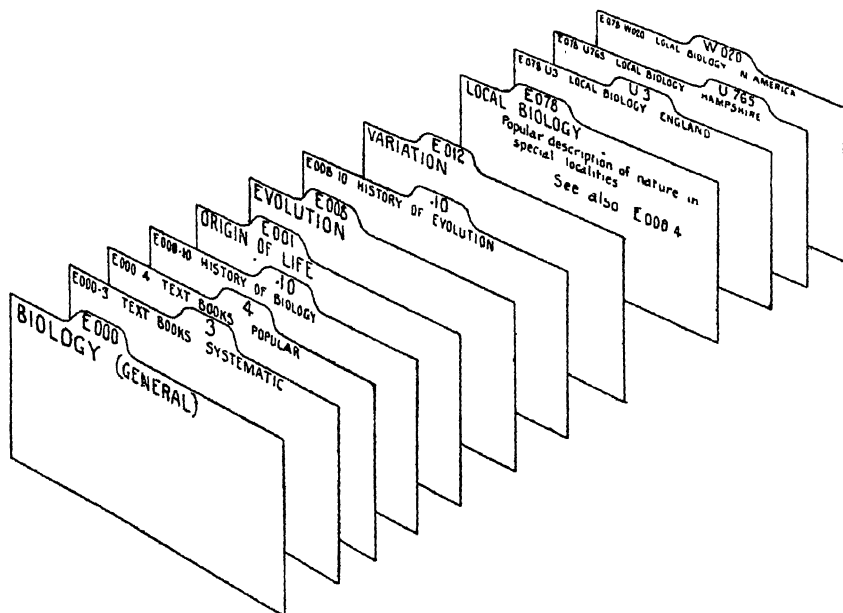 W020
E078 W020 LOCAL BIOLOGY N AMERICA
U765
E078 U765 LOCAL BIOLOGY HAMPSHIRE
U3
E078 U3 LOCAL BIOLOGY ENGLAND
E078
LOCAL BIOLOGY
Popular description of nature in
special localities
See also E000 4
E012
VARIATION
·10
E008 10 HISTORY OF EVOLUTION
E008
EVOLUTION
E001
ORIGIN OF LIFE
·10
E000·10 HISTORY OF BIOLOGY
4
E000 4 TEXT BOOKS POPULAR
3
E000·3 TEXT BOOKS SYSTEMATIC
E000
BIOLOGY
(GENERAL)